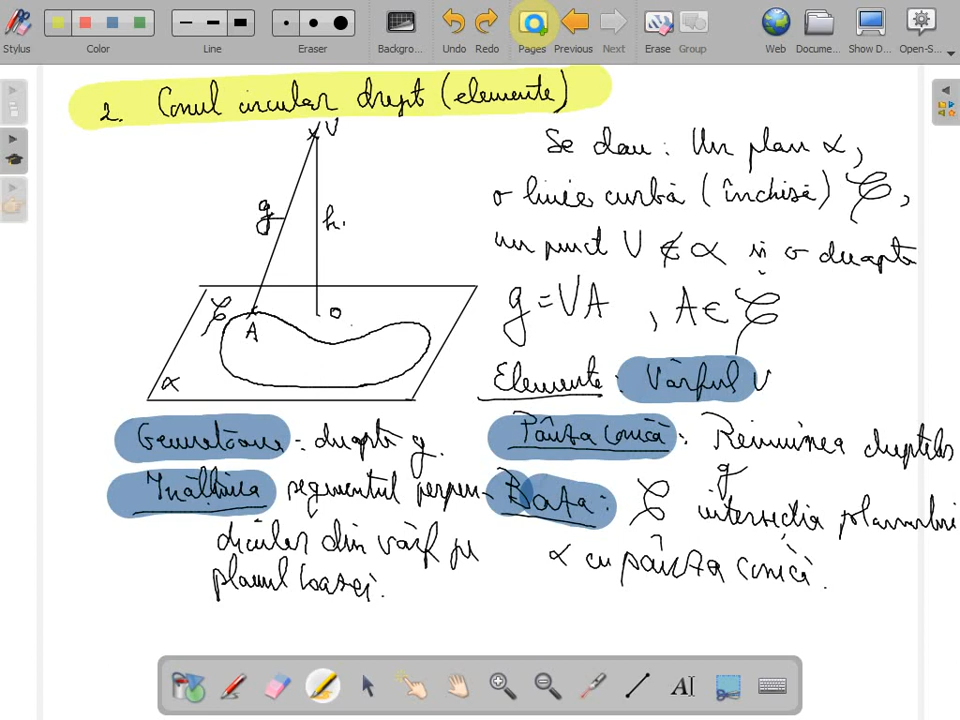 Stylus
Color
Line
Eraser
Backgro...
Undo
Redo
Pages
Previous
Next
Erase
Group
Web
Docume...
Show D...
Open-S...
2. Conul circular drept (elemente)
V
g
h.
C
A
O
α
Se dau: Un plan α,
o linie curbă (închisă) C,
un punct V ∉ α și o dreaptă
g = VA, A ∈ C
Elemente: Vârful V
Generatoarea: dreapta g.
Înălțimea segmentul perpen-
dicular din vârf pe
planul bazei.
Pânza conică: Reuniunea dreptelor
g
Baza: C intersecția planului
α cu pânza conică.